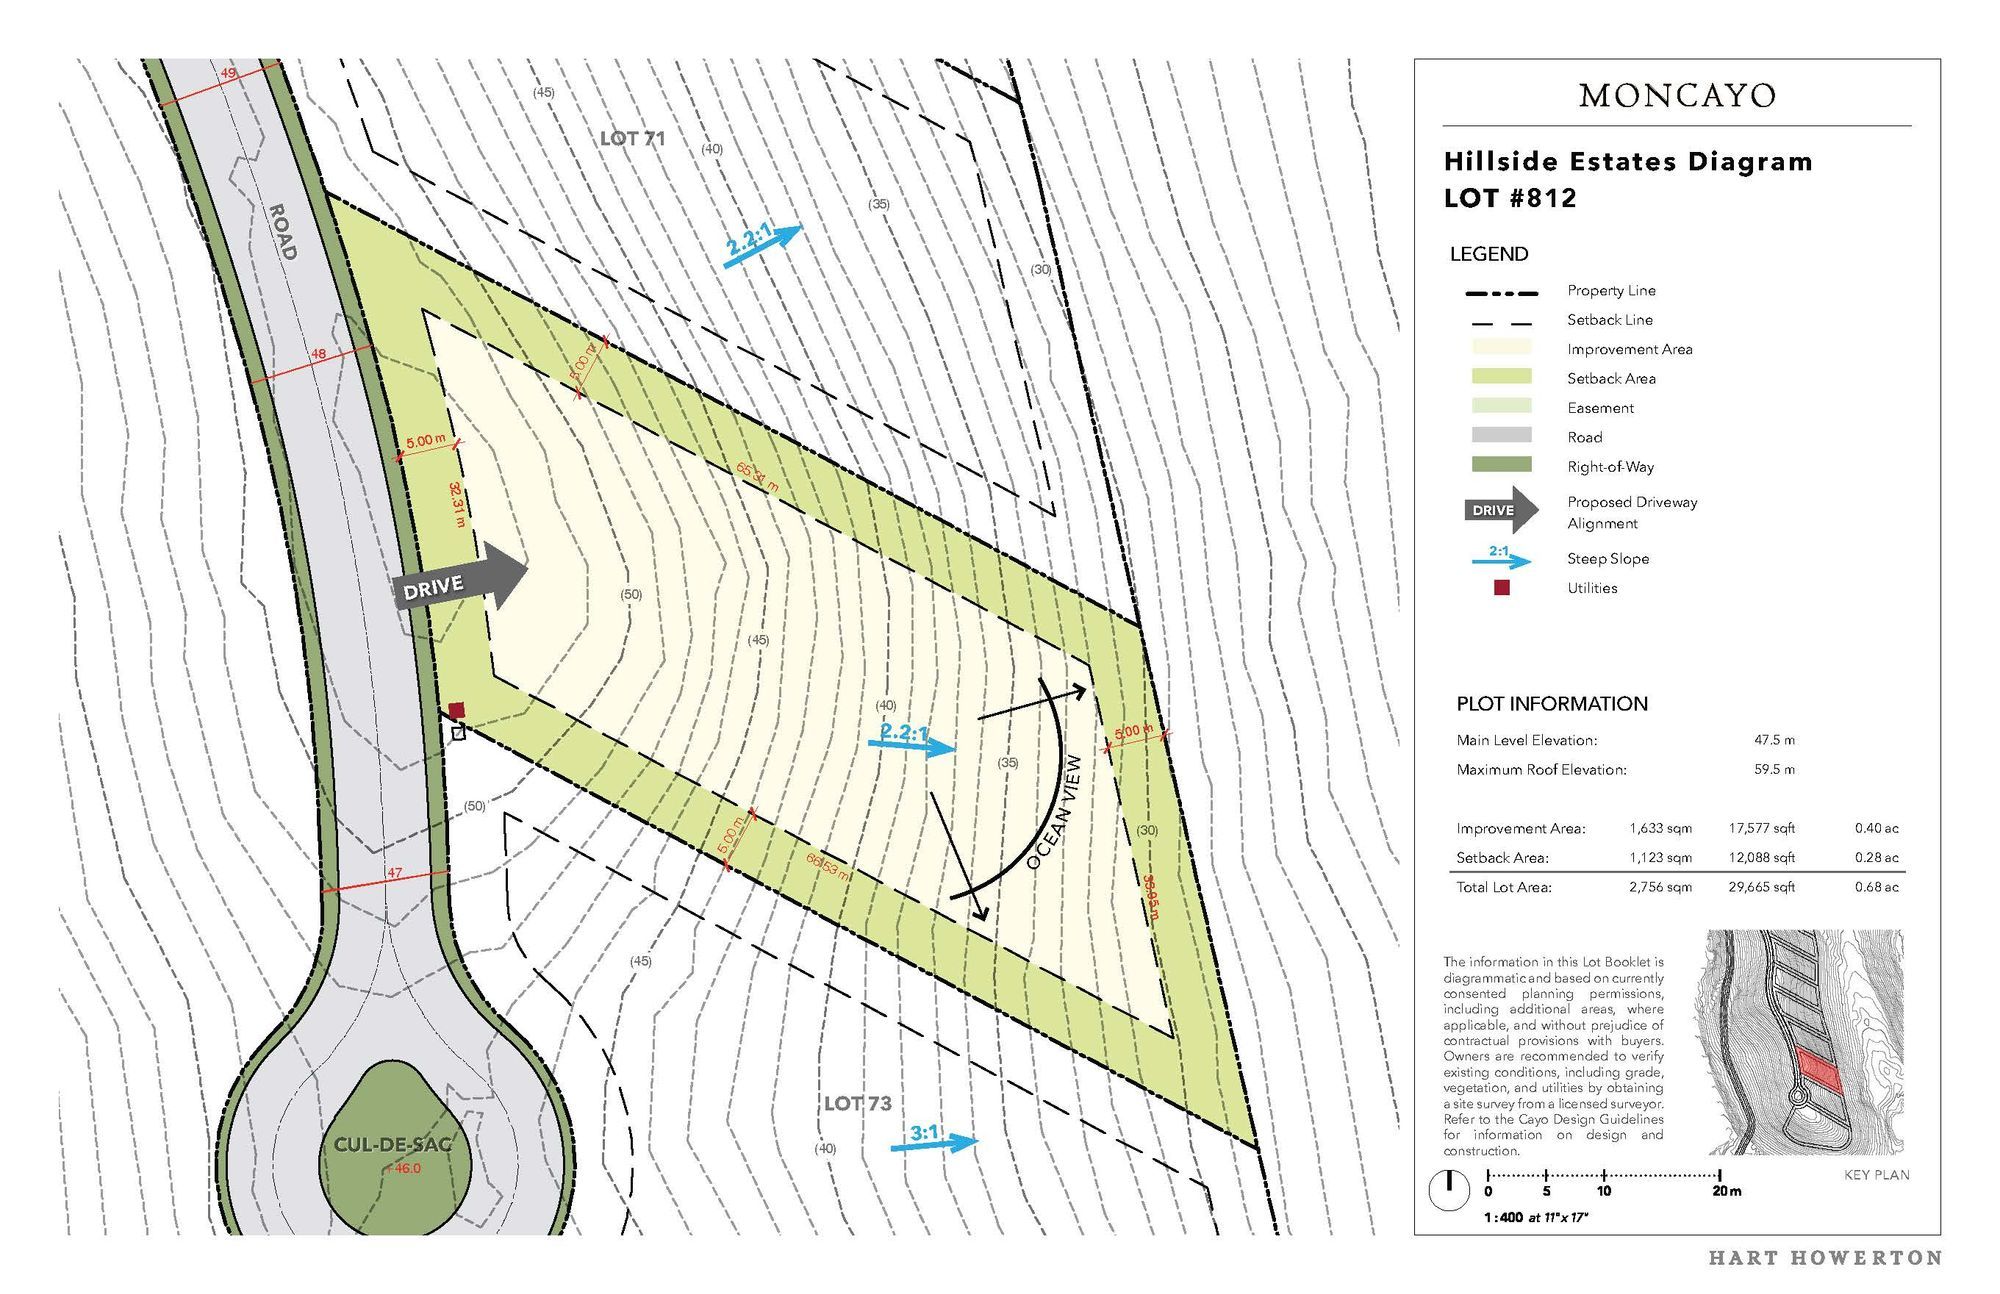 49
(45)
LOT 71
(40)
(35)
ROAD
2.2:1
(30)
48
5.00 m
5.00 m
65.31 m
32.31 m
DRIVE
(50)
(45)
(40)
2.2:1
(35)
5.00 m
OCEAN VIEW
(50)
5.00 m
66.53 m
(30)
47
(45)
LOT 73
3:1
(40)
CUL-DE-SAC
+46.0
MONCAYO
Hillside Estates Diagram
LOT #812
LEGEND
Property Line
Setback Line
Improvement Area
Setback Area
Easement
Road
Right-of-Way
DRIVE Proposed Driveway
Alignment
2:1 Steep Slope
Utilities
PLOT INFORMATION
Main Level Elevation: 47.5 m
Maximum Roof Elevation: 59.5 m
Improvement Area: 1,633 sqm 17,577 sqft 0.40 ac
Setback Area: 1,123 sqm 12,088 sqft 0.28 ac
Total Lot Area: 2,756 sqm 29,665 sqft 0.68 ac
The information in this Lot Booklet is
diagrammatic and based on currently
consented planning permissions,
including additional areas, where
applicable, and without prejudice of
contractual provisions with buyers.
Owners are recommended to verify
existing conditions, including grade,
vegetation, and utilities by obtaining
a site survey from a licensed surveyor.
Refer to the Cayo Design Guidelines
for information on design and
construction.
KEY PLAN
0 5 10 20 m
1 : 400 at 11" x 17"
HART HOWERTON